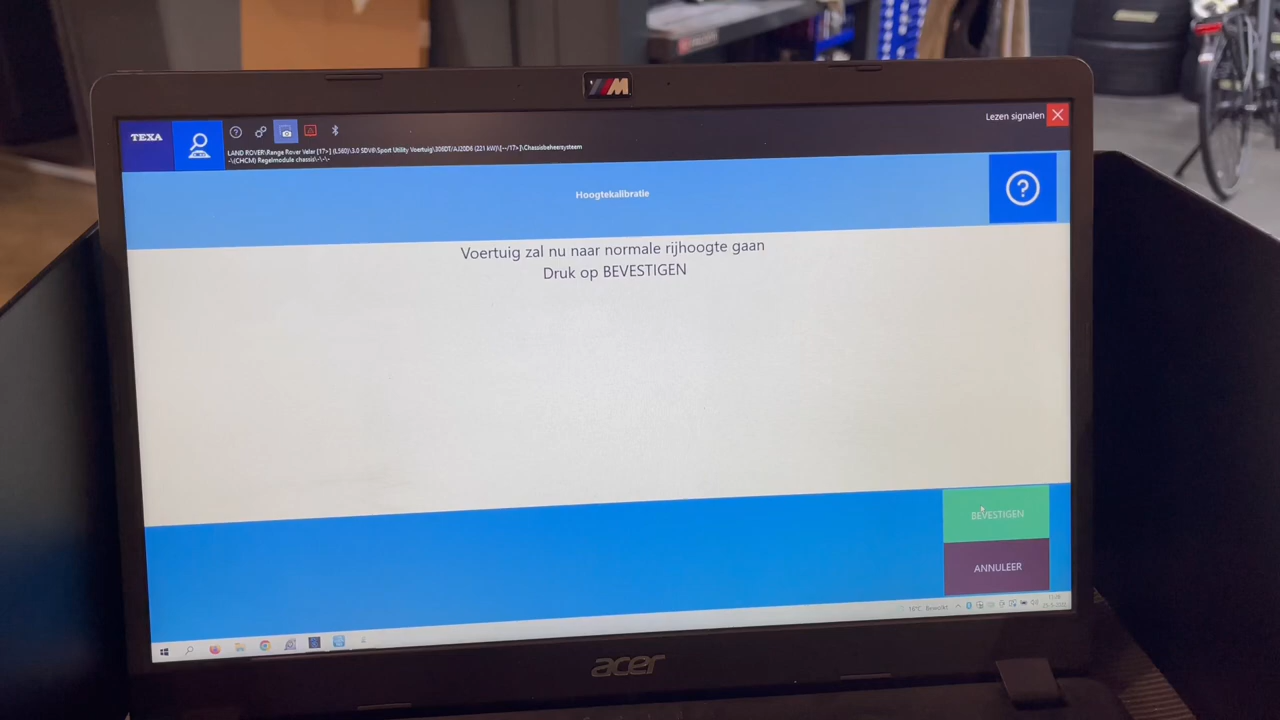 M
TEXA
Lezen signalen
LAND ROVER\Range Rover Velar [17>] (L560)\3.0 SDV6\Sport Utility Voertuig\306DT/AJ20D6 (221 kW)\[--/17>]\Chassisbeheersysteem
-\(CHCM) Regelmodule chassis\-\-\-
Hoogtekalibratie
Voertuig zal nu naar normale rijhoogte gaan
Druk op BEVESTIGEN
BEVESTIGEN
ANNULEER
16°C Bewolkt
acer